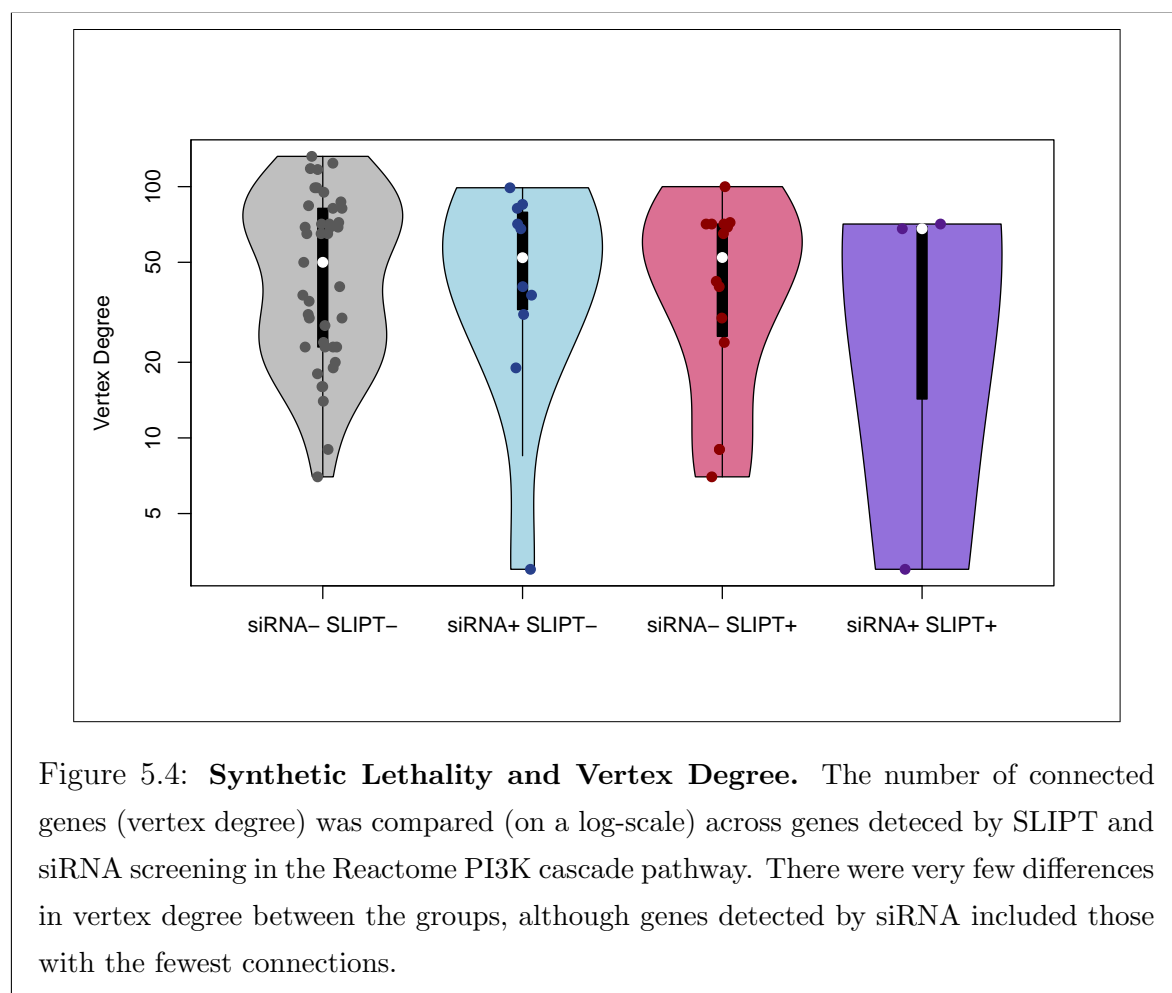 100
50
20
10
5
Vertex Degree
siRNA− SLIPT−
siRNA+ SLIPT−
siRNA− SLIPT+
siRNA+ SLIPT+
Figure 5.4: Synthetic Lethality and Vertex Degree. The number of connected
genes (vertex degree) was compared (on a log-scale) across genes deteced by SLIPT and
siRNA screening in the Reactome PI3K cascade pathway. There were very few differences
in vertex degree between the groups, although genes detected by siRNA included those
with the fewest connections.